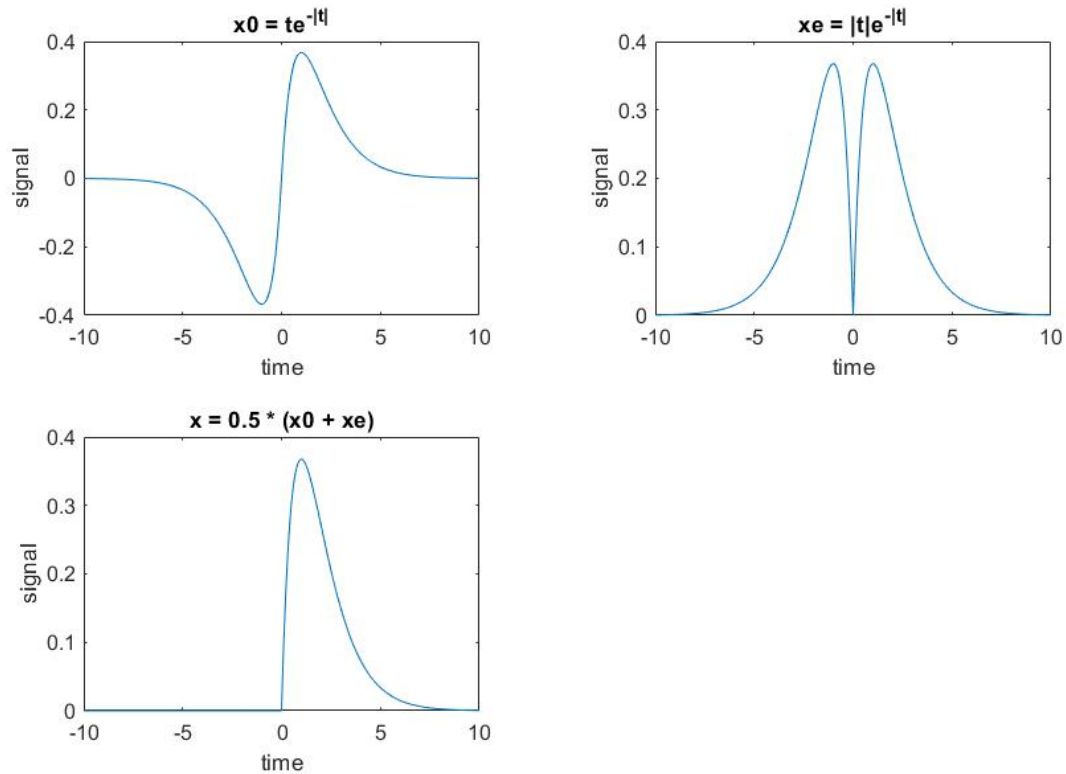 x0 = te^-|t|
0.4
0.2
0
-0.2
-0.4
signal
-10 -5 0 5 10
time
xe = |t|e^-|t|
0.4
0.3
0.2
0.1
0
signal
-10 -5 0 5 10
time
x = 0.5 * (x0 + xe)
0.4
0.3
0.2
0.1
0
signal
-10 -5 0 5 10
time